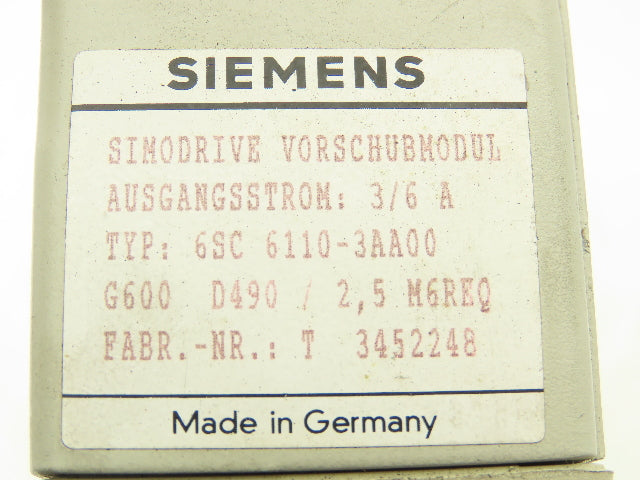 SIEMENS
SIMODRIVE VORSCHUBMODUL
AUSGANGSSTROM: 3/6 A
TYP: 6SC 6110-3AA00
G600 D490 / 2,5 M6REQ
FABR.-NR.: T 3452248
Made in Germany